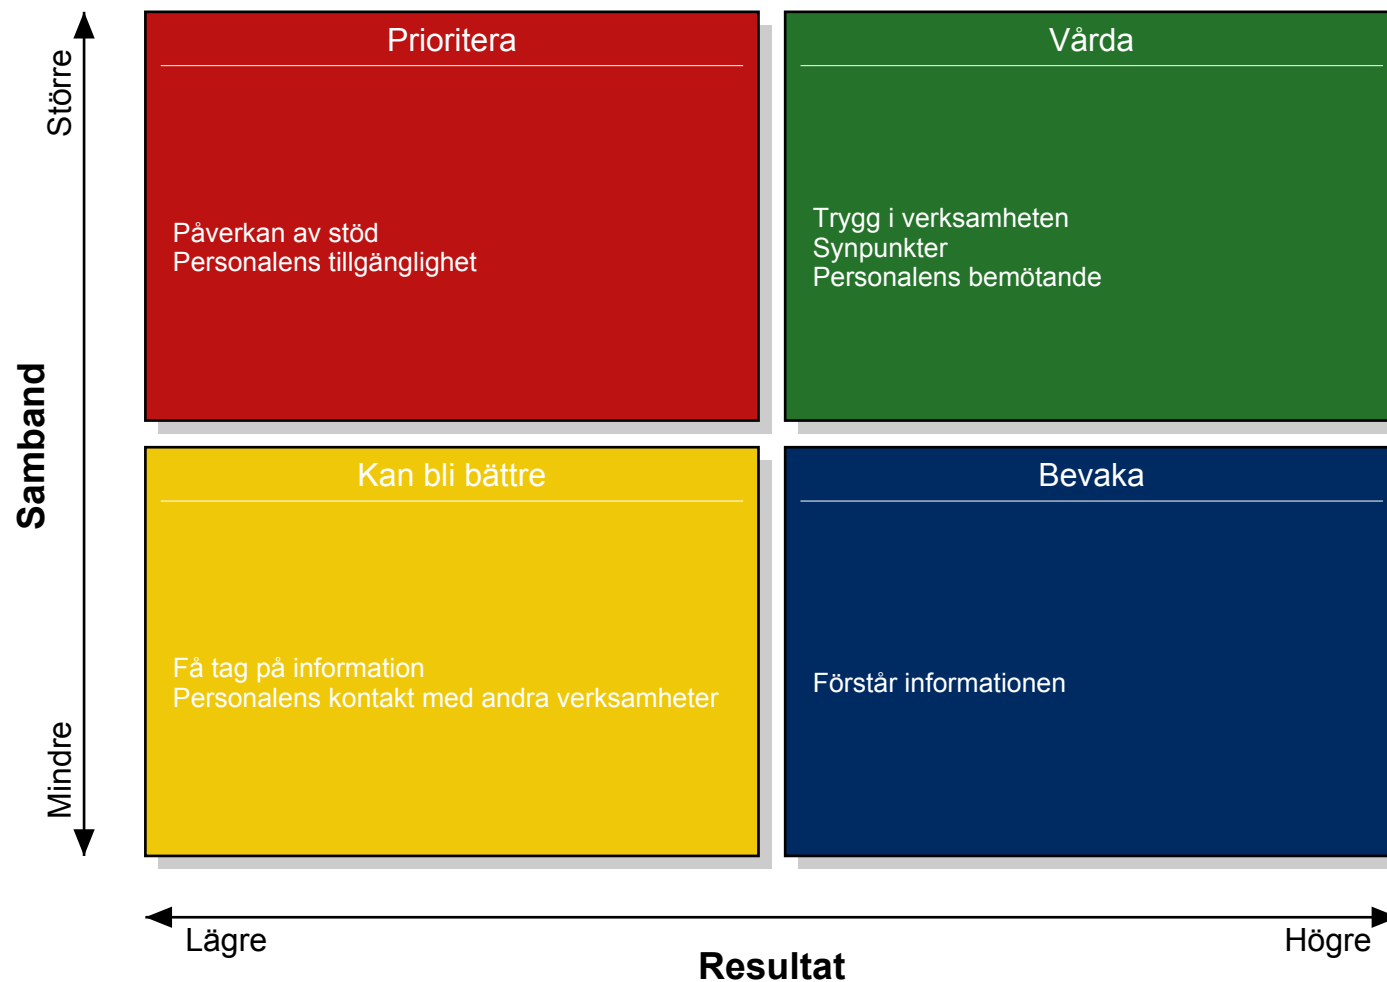 Större
Samband
Mindre
Prioritera
Påverkan av stöd
Personalens tillgänglighet
Vårda
Trygg i verksamheten
Synpunkter
Personalens bemötande
Kan bli bättre
Få tag på information
Personalens kontakt med andra verksamheter
Bevaka
Förstår informationen
Lägre
Högre
Resultat